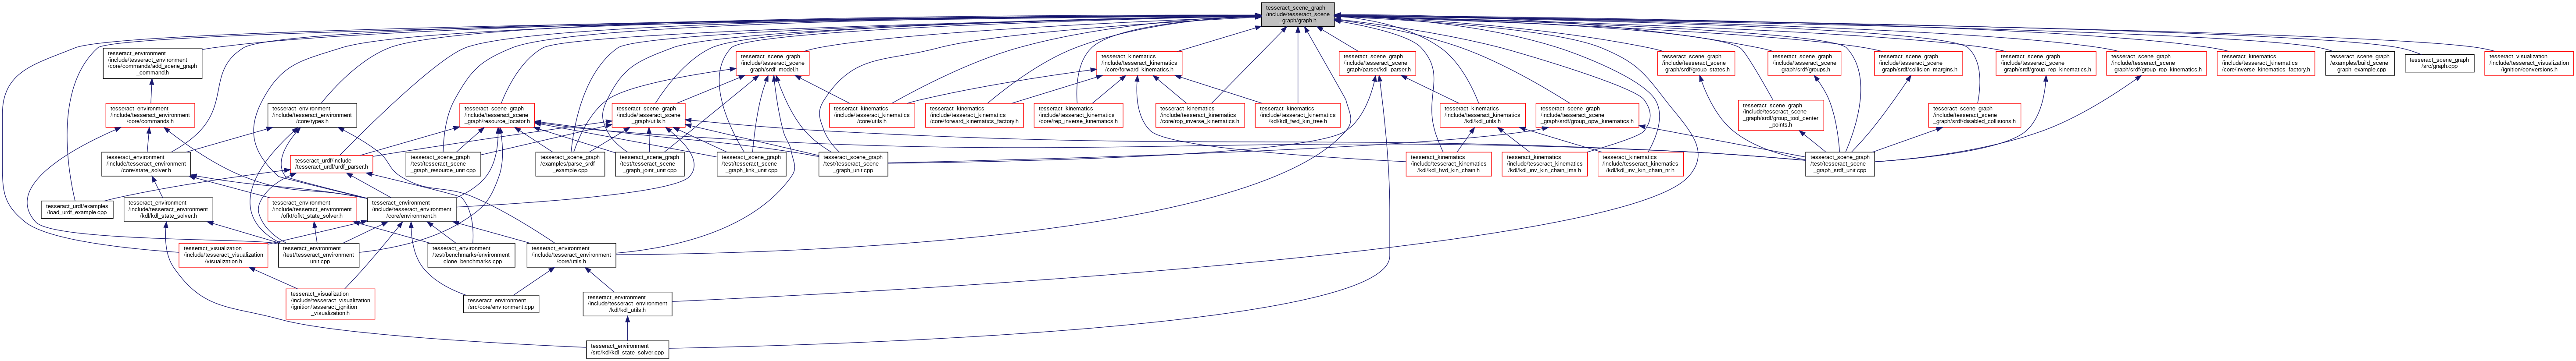 tesseract_scene_graph
/include/tesseract_scene
_graph/graph.h
tesseract_environment
/include/tesseract_environment
/core/commands/add_scene_graph
_command.h
tesseract_scene_graph
/include/tesseract_scene
_graph/srdf_model.h
tesseract_kinematics
/include/tesseract_kinematics
/core/forward_kinematics.h
tesseract_scene_graph
/include/tesseract_scene
_graph/parser/kdl_parser.h
tesseract_scene_graph
/include/tesseract_scene
_graph/srdf/group_states.h
tesseract_scene_graph
/include/tesseract_scene
_graph/srdf/groups.h
tesseract_scene_graph
/include/tesseract_scene
_graph/srdf/collision_margins.h
tesseract_scene_graph
/include/tesseract_scene
_graph/srdf/group_rep_kinematics.h
tesseract_scene_graph
/include/tesseract_scene
_graph/srdf/group_rop_kinematics.h
tesseract_kinematics
/include/tesseract_kinematics
/core/inverse_kinematics_factory.h
tesseract_scene_graph
/examples/build_scene
_graph_example.cpp
tesseract_scene_graph
/src/graph.cpp
tesseract_visualization
/include/tesseract_visualization
/ignition/conversions.h
tesseract_environment
/include/tesseract_environment
/core/commands.h
tesseract_environment
/include/tesseract_environment
/core/types.h
tesseract_scene_graph
/include/tesseract_scene
_graph/resource_locator.h
tesseract_scene_graph
/include/tesseract_scene
_graph/utils.h
tesseract_kinematics
/include/tesseract_kinematics
/core/utils.h
tesseract_kinematics
/include/tesseract_kinematics
/core/forward_kinematics_factory.h
tesseract_kinematics
/include/tesseract_kinematics
/core/rep_inverse_kinematics.h
tesseract_kinematics
/include/tesseract_kinematics
/core/rop_inverse_kinematics.h
tesseract_kinematics
/include/tesseract_kinematics
/kdl/kdl_fwd_kin_tree.h
tesseract_kinematics
/include/tesseract_kinematics
/kdl/kdl_utils.h
tesseract_scene_graph
/include/tesseract_scene
_graph/srdf/group_opw_kinematics.h
tesseract_scene_graph
/include/tesseract_scene
_graph/srdf/group_tool_center
_points.h
tesseract_scene_graph
/include/tesseract_scene
_graph/srdf/disabled_collisions.h
tesseract_environment
/include/tesseract_environment
/core/state_solver.h
tesseract_urdf/include
/tesseract_urdf/urdf_parser.h
tesseract_scene_graph
/test/tesseract_scene
_graph_resource_unit.cpp
tesseract_scene_graph
/examples/parse_srdf
_example.cpp
tesseract_scene_graph
/test/tesseract_scene
_graph_joint_unit.cpp
tesseract_scene_graph
/test/tesseract_scene
_graph_link_unit.cpp
tesseract_scene_graph
/test/tesseract_scene
_graph_unit.cpp
tesseract_kinematics
/include/tesseract_kinematics
/kdl/kdl_fwd_kin_chain.h
tesseract_kinematics
/include/tesseract_kinematics
/kdl/kdl_inv_kin_chain_lma.h
tesseract_kinematics
/include/tesseract_kinematics
/kdl/kdl_inv_kin_chain_nr.h
tesseract_scene_graph
/test/tesseract_scene
_graph_srdf_unit.cpp
tesseract_urdf/examples
/load_urdf_example.cpp
tesseract_environment
/include/tesseract_environment
/kdl/kdl_state_solver.h
tesseract_environment
/include/tesseract_environment
/ofkt/ofkt_state_solver.h
tesseract_environment
/include/tesseract_environment
/core/environment.h
tesseract_visualization
/include/tesseract_visualization
/visualization.h
tesseract_environment
/test/tesseract_environment
_unit.cpp
tesseract_environment
/test/benchmarks/environment
_clone_benchmarks.cpp
tesseract_environment
/include/tesseract_environment
/core/utils.h
tesseract_visualization
/include/tesseract_visualization
/ignition/tesseract_ignition
_visualization.h
tesseract_environment
/src/core/environment.cpp
tesseract_environment
/include/tesseract_environment
/kdl/kdl_utils.h
tesseract_environment
/src/kdl/kdl_state_solver.cpp